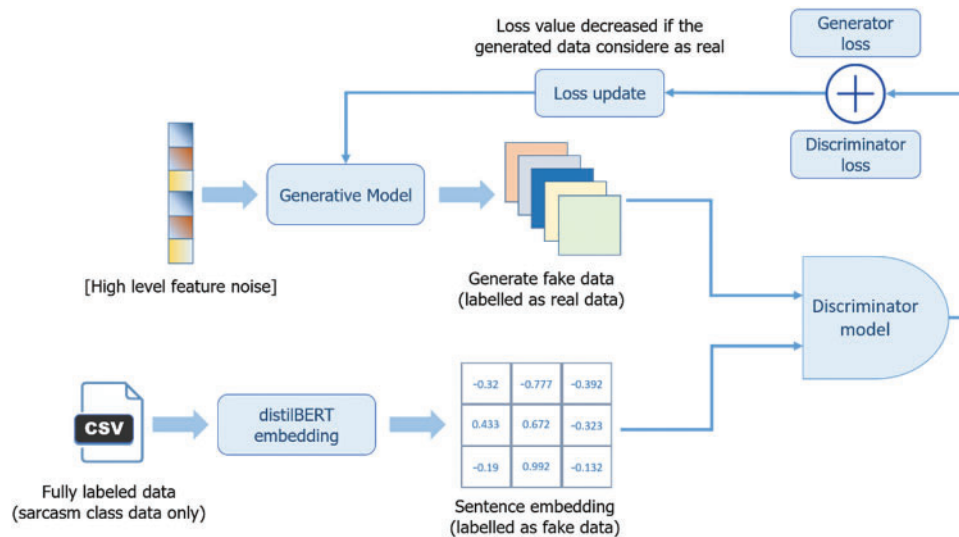 Loss value decreased if the
generated data considere as real
Generator
loss
Loss update
Discriminator
loss
Generative Model
[High level feature noise]
Generate fake data
(labelled as real data)
Discriminator
model
CSV
distilBERT
embedding
-0.32 -0.777 -0.392
0.433 0.672 -0.323
-0.19 0.992 -0.132
Fully labeled data
(sarcasm class data only)
Sentence embedding
(labelled as fake data)